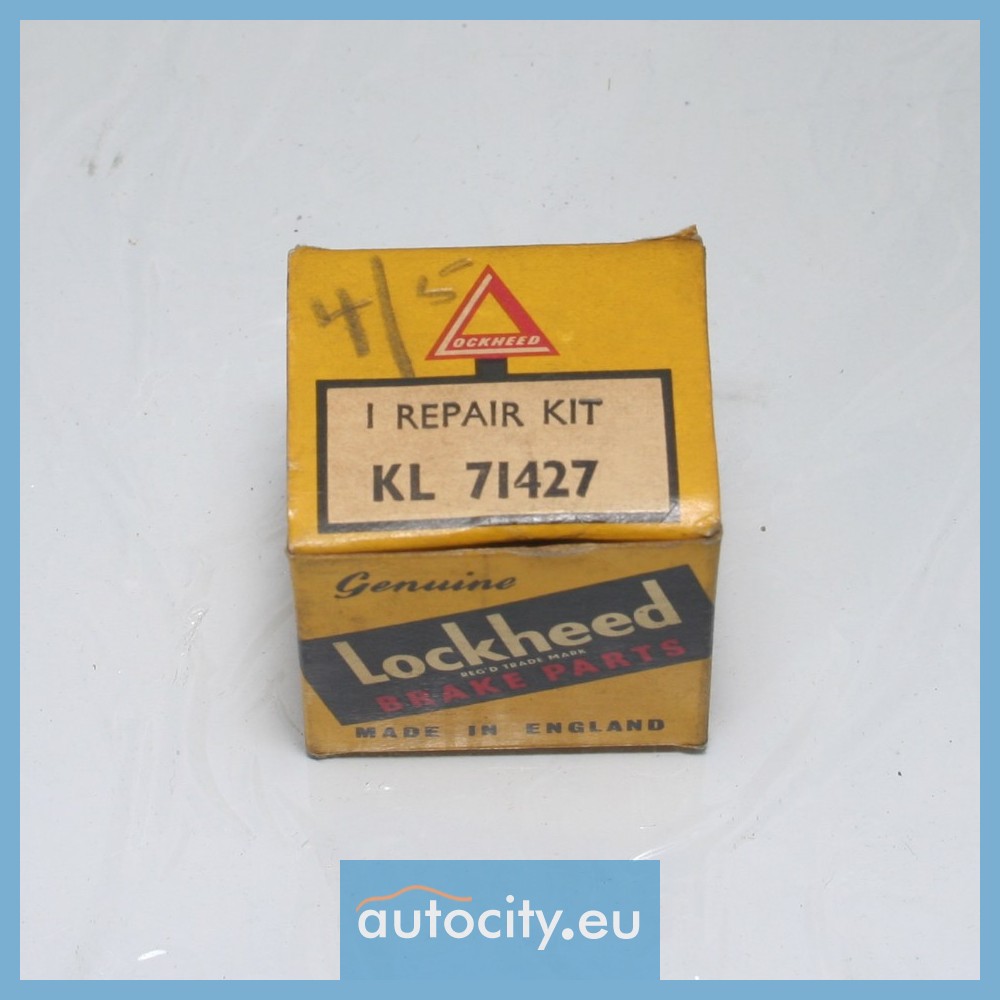 4/5
LOCKHEED
1 REPAIR KIT
KL 71427
Genuine
Lockheed
REG'D TRADE MARK
BRAKE PARTS
MADE IN ENGLAND
autocity.eu